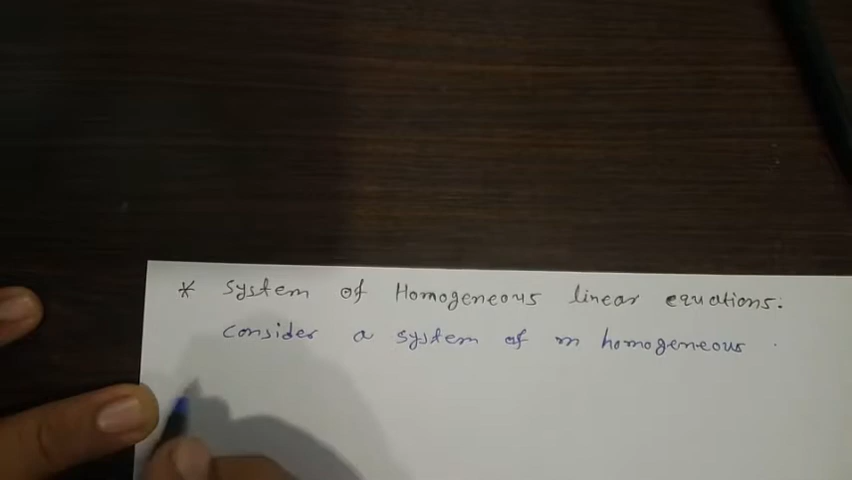 * System of Homogeneous linear equations:
Consider a system of m homogeneous